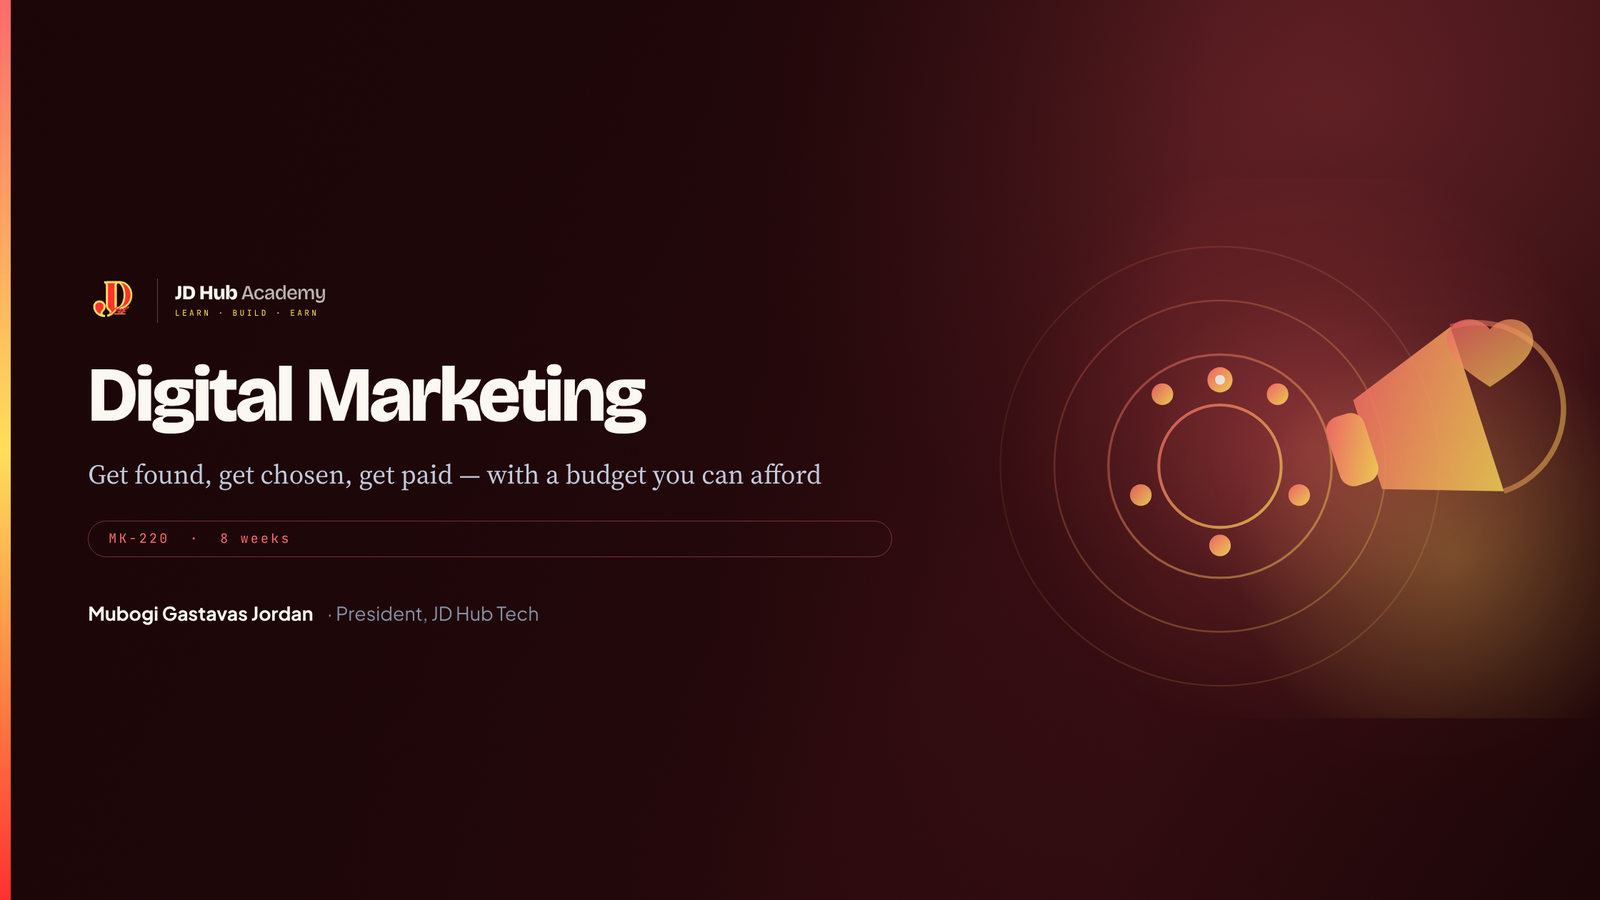 JD
JD Hub Academy
LEARN · BUILD · EARN
Digital Marketing
Get found, get chosen, get paid — with a budget you can afford
MK-220 · 8 weeks
Mubogi Gastavas Jordan · President, JD Hub Tech